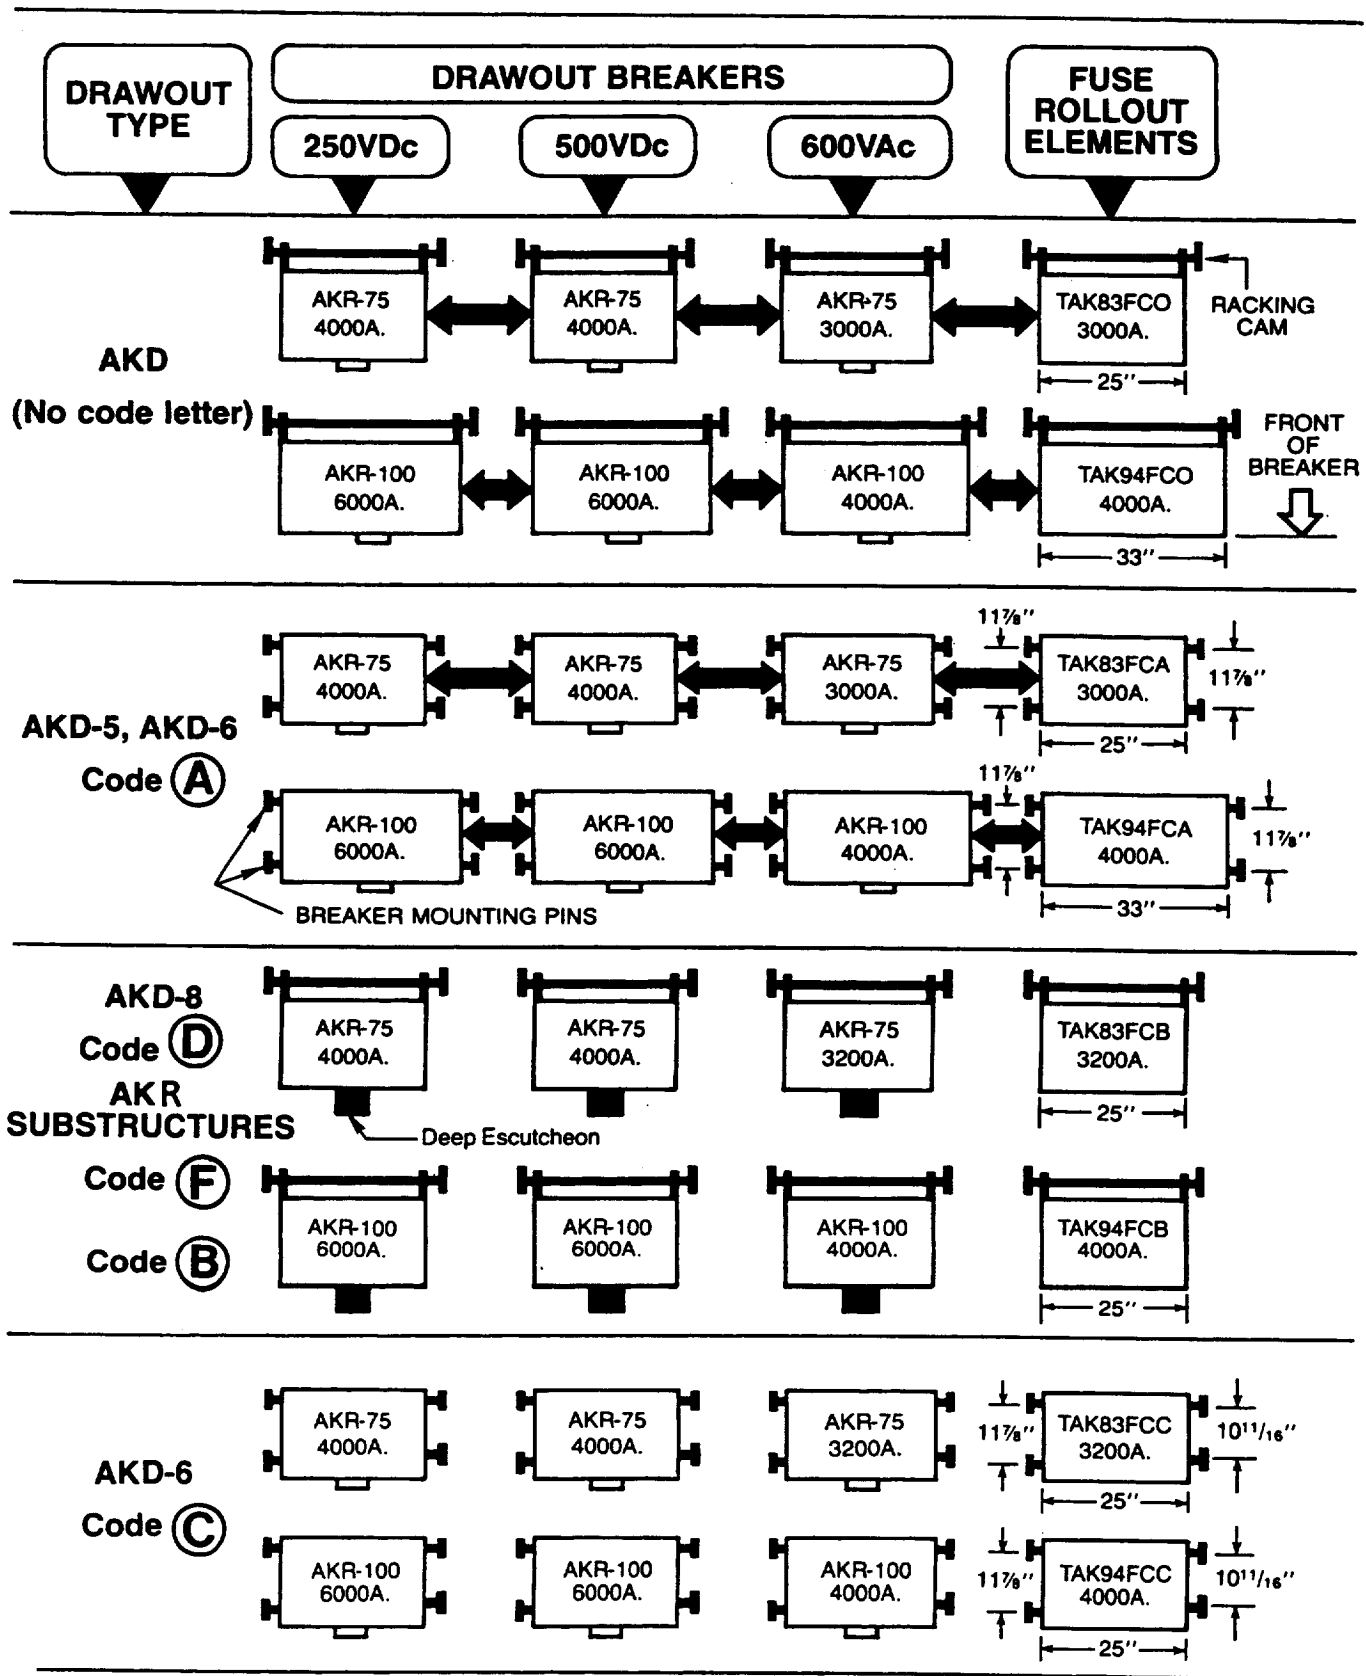 DRAWOUT
TYPE
DRAWOUT BREAKERS
250VDc
500VDc
600VAc
FUSE
ROLLOUT
ELEMENTS
AKD
(No code letter)
AKR-75
4000A.
AKR-75
4000A.
AKR-75
3000A.
TAK83FCO
3000A.
RACKING
CAM
25"
AKR-100
6000A.
AKR-100
6000A.
AKR-100
4000A.
TAK94FCO
4000A.
FRONT
OF
BREAKER
33"
AKD-5, AKD-6
Code A
AKR-75
4000A.
AKR-75
4000A.
AKR-75
3000A.
11⅞"
TAK83FCA
3000A.
11⅞"
25"
AKR-100
6000A.
AKR-100
6000A.
AKR-100
4000A.
11⅞"
TAK94FCA
4000A.
11⅞"
33"
BREAKER MOUNTING PINS
AKD-8
Code D
AKR
SUBSTRUCTURES
Code F
Code B
AKR-75
4000A.
AKR-75
4000A.
AKR-75
3200A.
TAK83FCB
3200A.
25"
Deep Escutcheon
AKR-100
6000A.
AKR-100
6000A.
AKR-100
4000A.
TAK94FCB
4000A.
25"
AKD-6
Code C
AKR-75
4000A.
AKR-75
4000A.
AKR-75
3200A.
11⅞"
TAK83FCC
3200A.
10 11/16"
25"
AKR-100
6000A.
AKR-100
6000A.
AKR-100
4000A.
11⅞"
TAK94FCC
4000A.
10 11/16"
25"